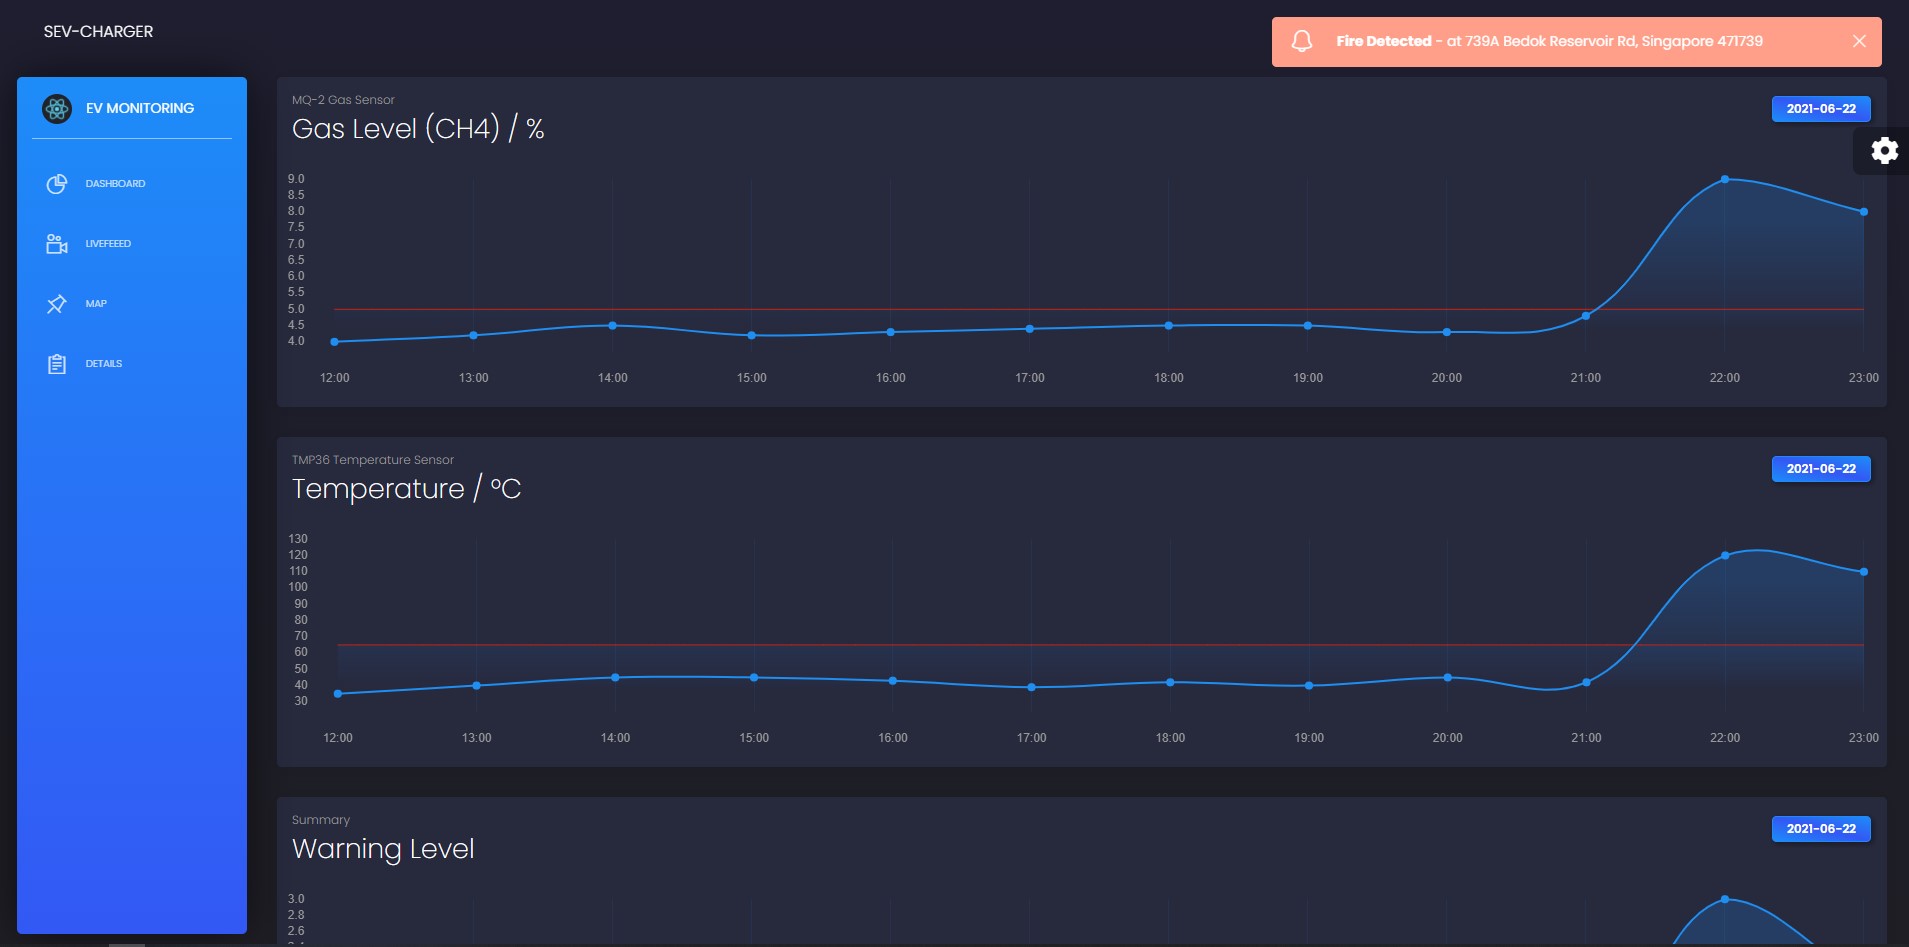 SEV-CHARGER
Fire Detected - at 739A Bedok Reservoir Rd, Singapore 471739
EV MONITORING
DASHBOARD
LIVEFEEED
MAP
DETAILS
MQ-2 Gas Sensor
Gas Level (CH4) / %
2021-06-22
9.0
8.5
8.0
7.5
7.0
6.5
6.0
5.5
5.0
4.5
4.0
12:00 13:00 14:00 15:00 16:00 17:00 18:00 19:00 20:00 21:00 22:00 23:00
TMP36 Temperature Sensor
Temperature / °C
2021-06-22
130
120
110
100
90
80
70
60
50
40
30
12:00 13:00 14:00 15:00 16:00 17:00 18:00 19:00 20:00 21:00 22:00 23:00
Summary
Warning Level
2021-06-22
3.0
2.8
2.6